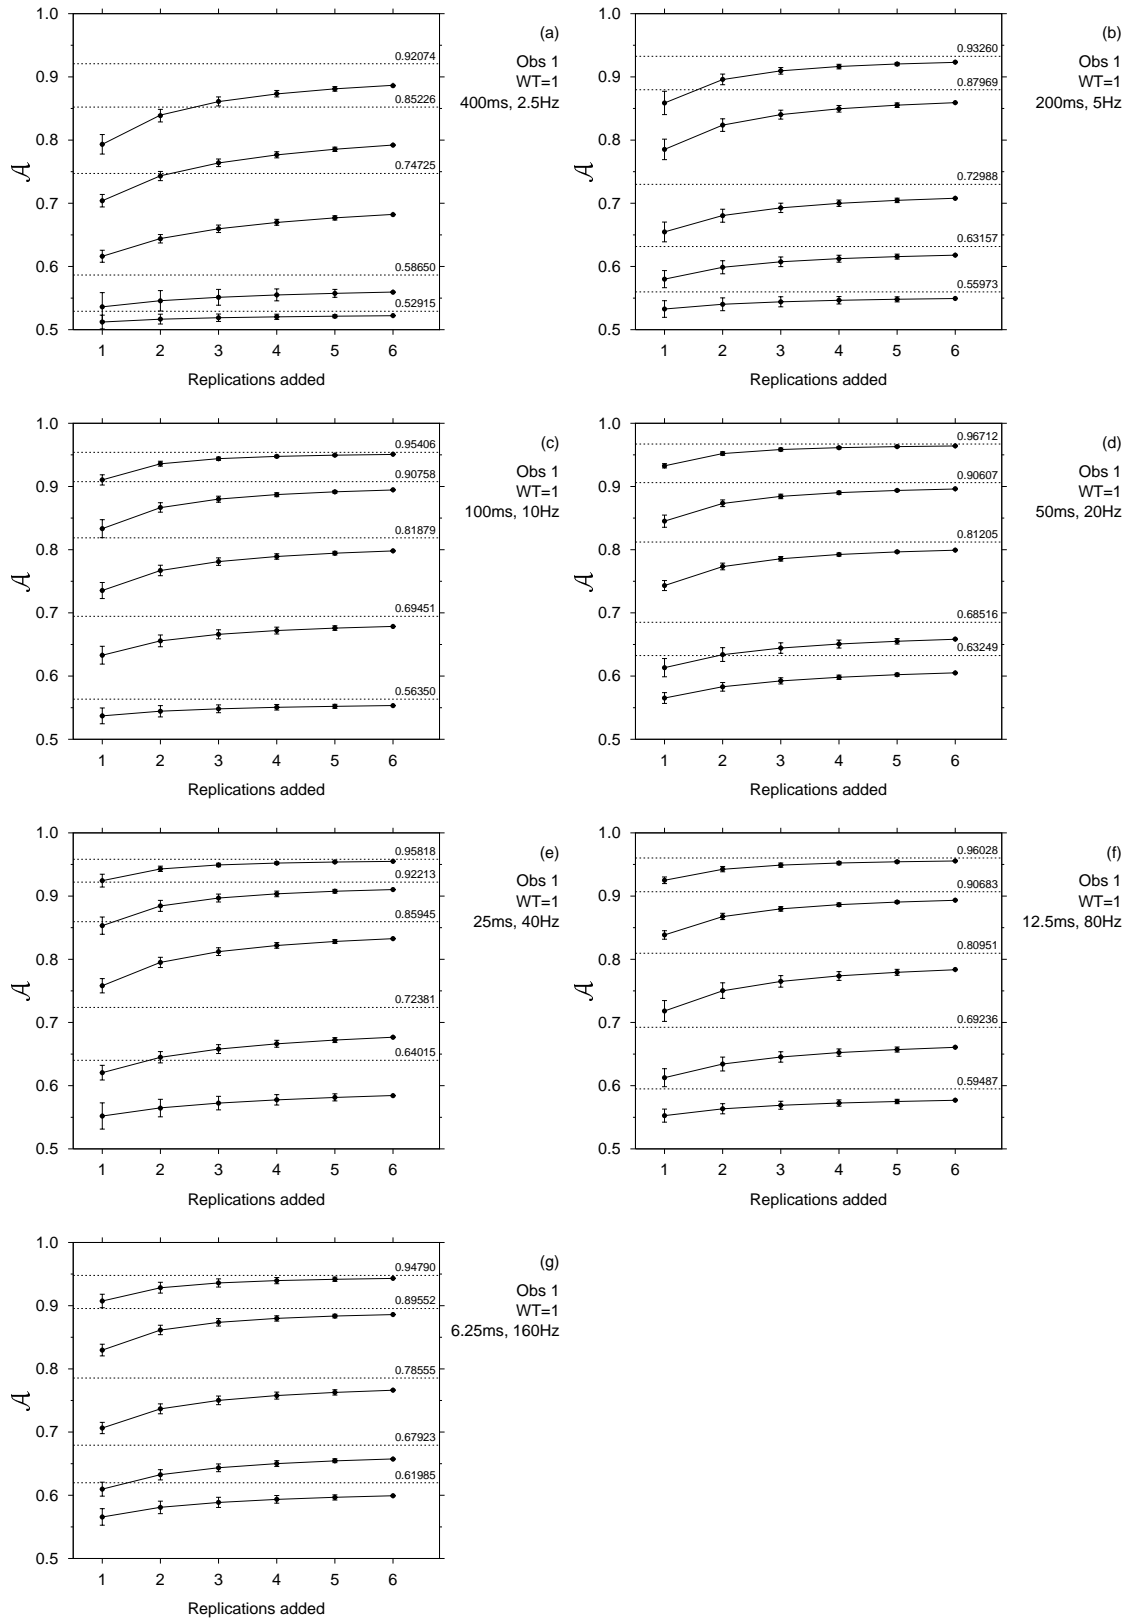 (a)
Obs 1
WT=1
400ms, 2.5Hz
1.0
0.9
0.8
0.7
0.6
0.5
𝒜
0.92074
0.85226
0.74725
0.58650
0.52915
1 2 3 4 5 6
Replications added
(b)
Obs 1
WT=1
200ms, 5Hz
1.0
0.9
0.8
0.7
0.6
0.5
𝒜
0.93260
0.87969
0.72988
0.63157
0.55973
1 2 3 4 5 6
Replications added
(c)
Obs 1
WT=1
100ms, 10Hz
1.0
0.9
0.8
0.7
0.6
0.5
𝒜
0.95406
0.90758
0.81879
0.69451
0.56350
1 2 3 4 5 6
Replications added
(d)
Obs 1
WT=1
50ms, 20Hz
1.0
0.9
0.8
0.7
0.6
0.5
𝒜
0.96712
0.90607
0.81205
0.68516
0.63249
1 2 3 4 5 6
Replications added
(e)
Obs 1
WT=1
25ms, 40Hz
1.0
0.9
0.8
0.7
0.6
0.5
𝒜
0.95818
0.92213
0.85945
0.72381
0.64015
1 2 3 4 5 6
Replications added
(f)
Obs 1
WT=1
12.5ms, 80Hz
1.0
0.9
0.8
0.7
0.6
0.5
𝒜
0.96028
0.90683
0.80951
0.69236
0.59487
1 2 3 4 5 6
Replications added
(g)
Obs 1
WT=1
6.25ms, 160Hz
1.0
0.9
0.8
0.7
0.6
0.5
𝒜
0.94790
0.89552
0.78555
0.67923
0.61985
1 2 3 4 5 6
Replications added